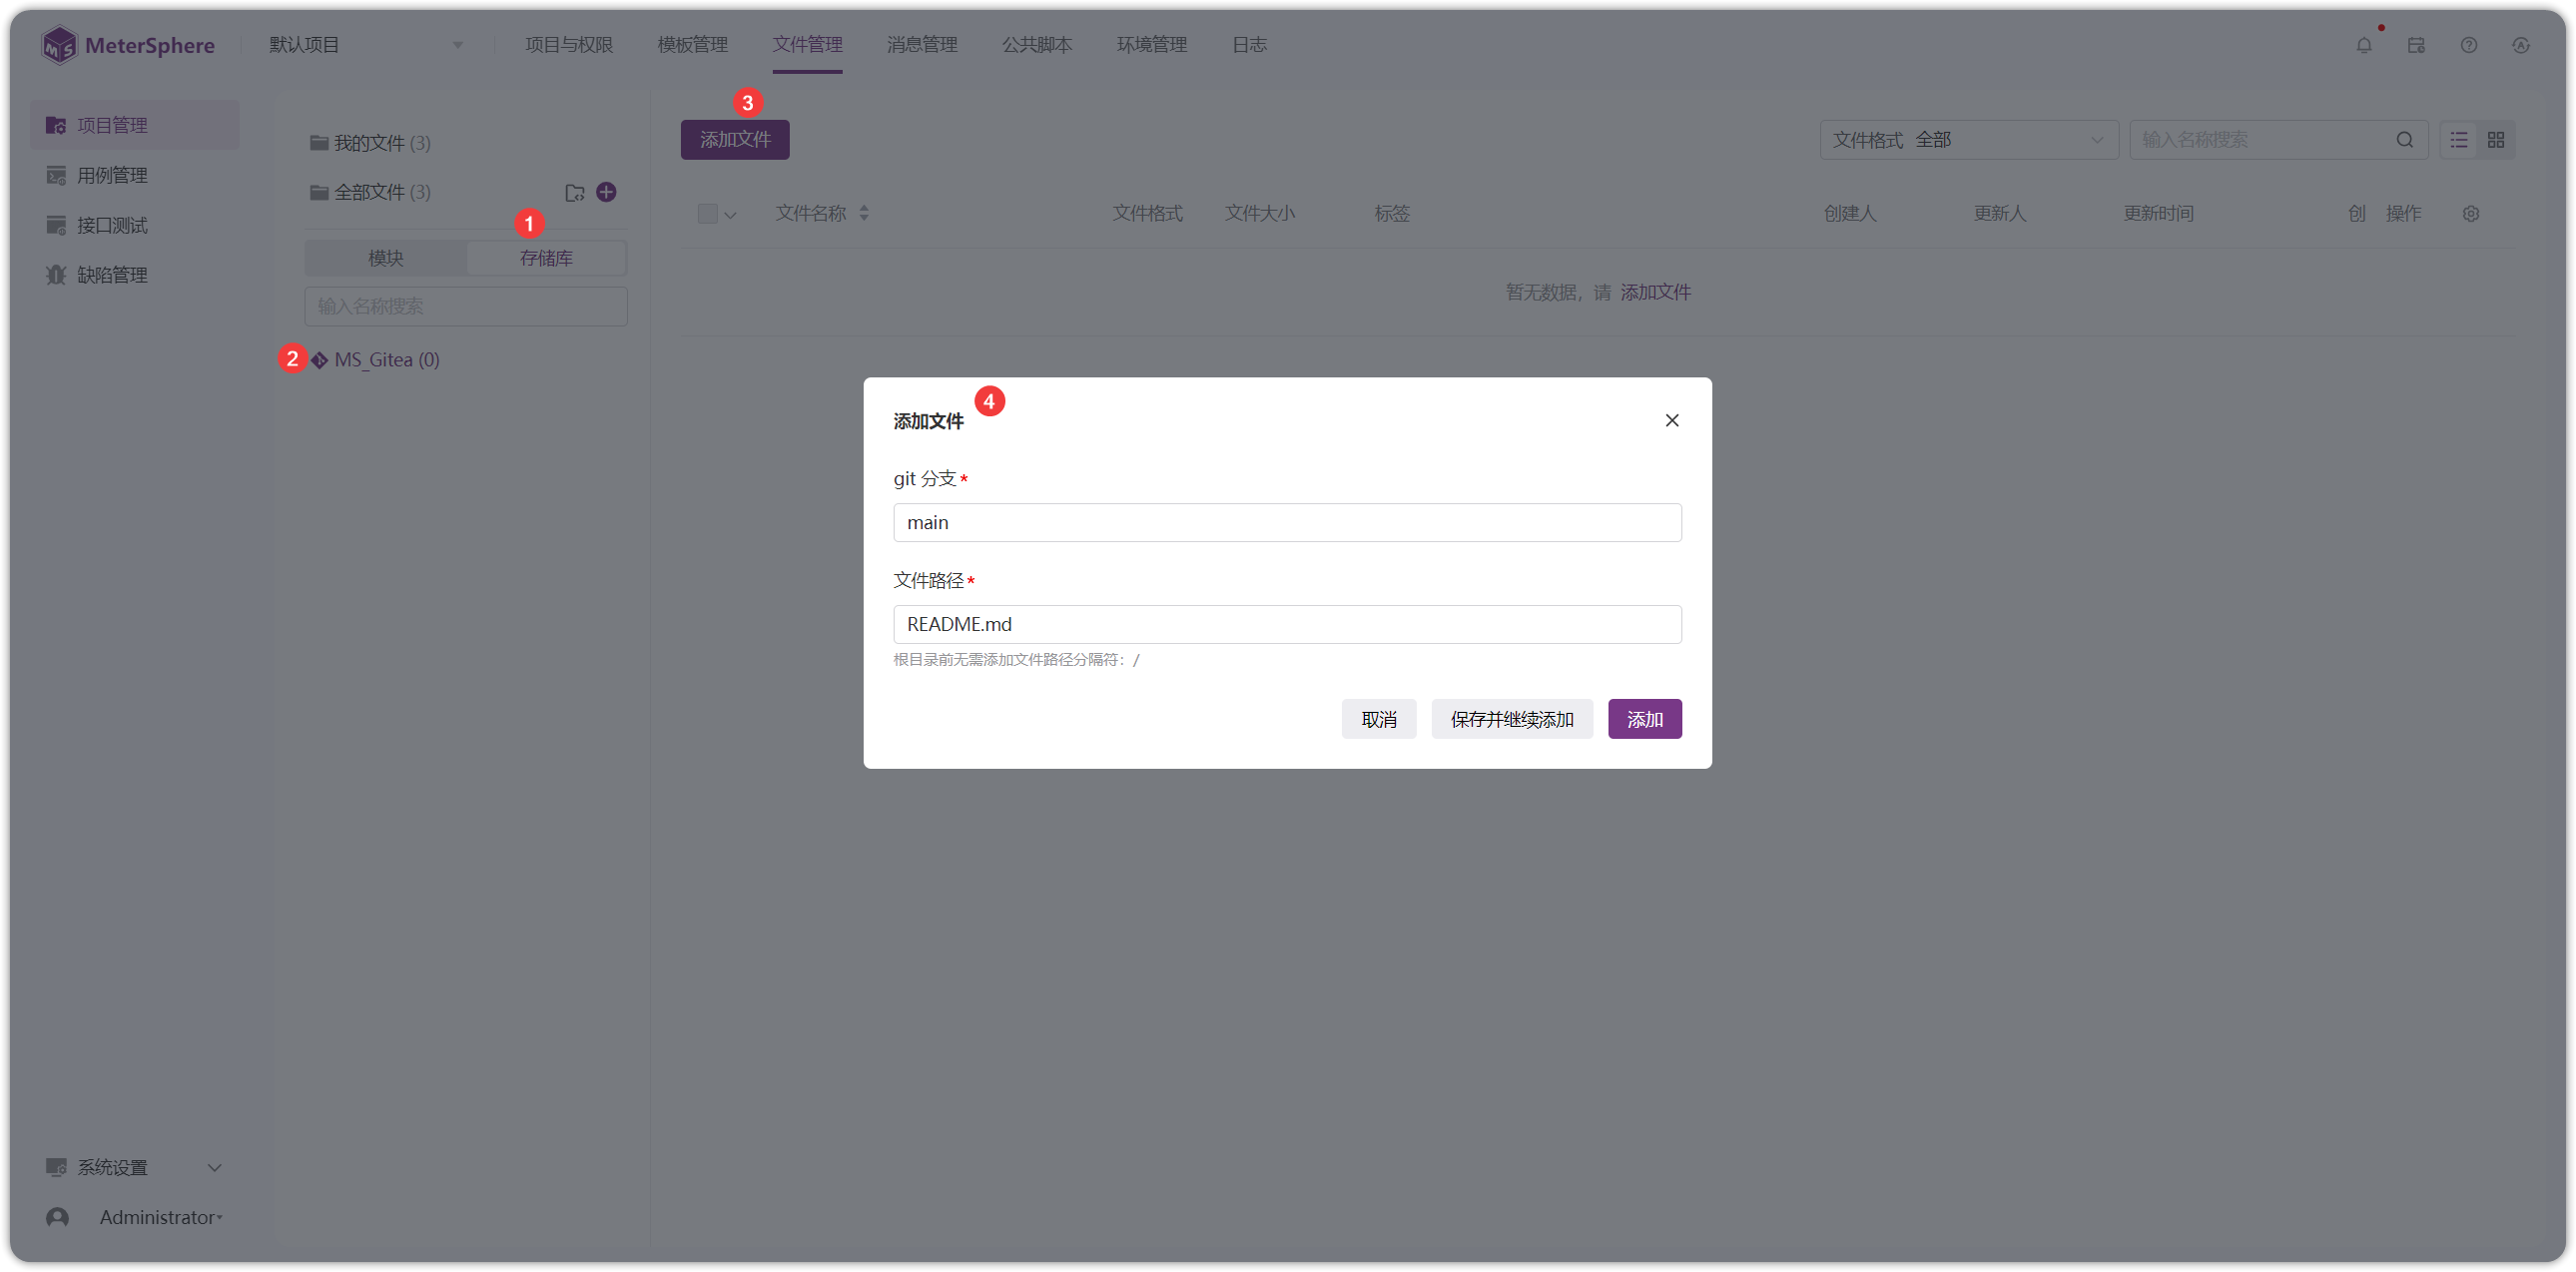 MeterSphere
默认项目
项目与权限
模板管理
文件管理
消息管理
公共脚本
环境管理
日志
项目管理
用例管理
接口测试
缺陷管理
我的文件 (3)
全部文件 (3)
1
模块
存储库
输入名称搜索
2
MS_Gitea (0)
3
添加文件
文件格式 全部
输入名称搜索
文件名称
文件格式
文件大小
标签
创建人
更新人
更新时间
创
操作
暂无数据，请 添加文件
添加文件
4
git 分支*
main
文件路径*
README.md
根目录前无需添加文件路径分隔符：/
取消
保存并继续添加
添加
系统设置
Administrator